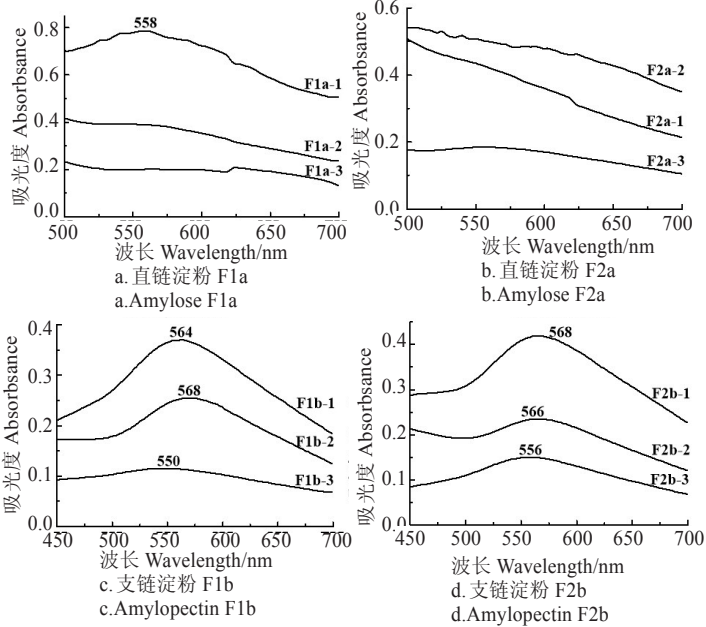 558
0.8
0.6
0.4
0.2
0.0
吸光度 Absorbsance
F1a-1
F1a-2
F1a-3
500
550
600
650
700
波长 Wavelength/nm
a.直链淀粉 F1a
a.Amylose F1a
0.6
0.4
0.2
0.0
吸光度 Absorbsance
F2a-2
F2a-1
F2a-3
500
550
600
650
700
波长 Wavelength/nm
b.直链淀粉 F2a
b.Amylose F2a
0.4
0.3
0.2
0.1
0.0
吸光度 Absorbsance
564
568
550
F1b-1
F1b-2
F1b-3
450
500
550
600
650
700
波长 Wavelength/nm
c.支链淀粉 F1b
c.Amylopectin F1b
0.4
0.3
0.2
0.1
0.0
吸光度 Absorbsance
568
566
556
F2b-1
F2b-2
F2b-3
450
500
550
600
650
700
波长 Wavelength/nm
d.支链淀粉 F2b
d.Amylopectin F2b